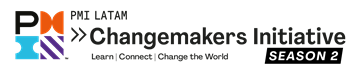 PMI LATAM
Changemakers Initiative
Learn | Connect | Change the World
SEASON 2